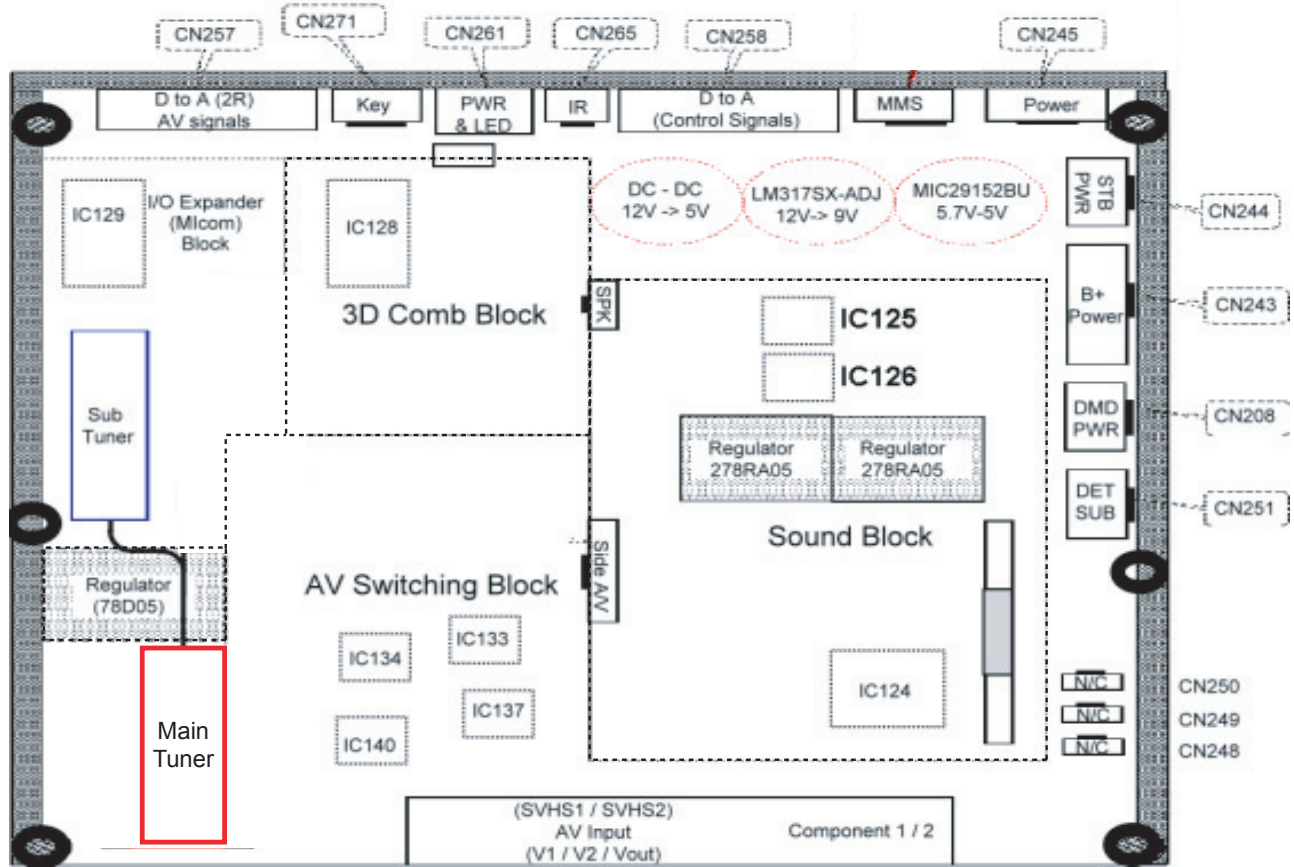 CN257
CN271
CN261
CN265
CN258
CN245
D to A (2R)
AV signals
Key
PWR
& LED
IR
D to A
(Control Signals)
MMS
Power
IC129
I/O Expander
(MIcom)
Block
IC128
3D Comb Block
DC - DC
12V -> 5V
LM317SX-ADJ
12V-> 9V
MIC29152BU
5.7V-5V
STB
PWR
CN244
SPK
IC125
IC126
B+
Power
CN243
Sub
Tuner
Regulator
278RA05
Regulator
278RA05
DMD
PWR
CN208
DET
SUB
CN251
Sound Block
Side A/V
Regulator
(78D05)
AV Switching Block
IC134
IC133
IC137
IC140
IC124
Main
Tuner
N/C
CN250
N/C
CN249
N/C
CN248
(SVHS1 / SVHS2)
AV Input
(V1 / V2 / Vout)
Component 1 / 2